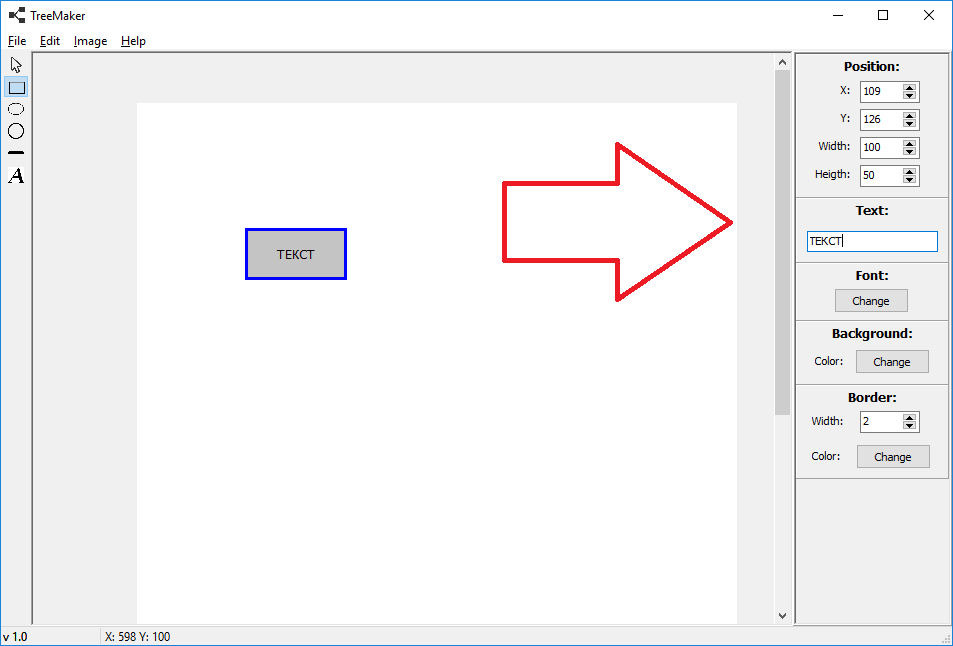 TreeMaker
File Edit Image Help
A
Position:
X: 109
Y: 126
Width: 100
Heigth: 50
Text:
ТЕКСТ
ТЕКСТ
Font:
Change
Background:
Color: Change
Border:
Width: 2
Color: Change
v 1.0 X: 598 Y: 100